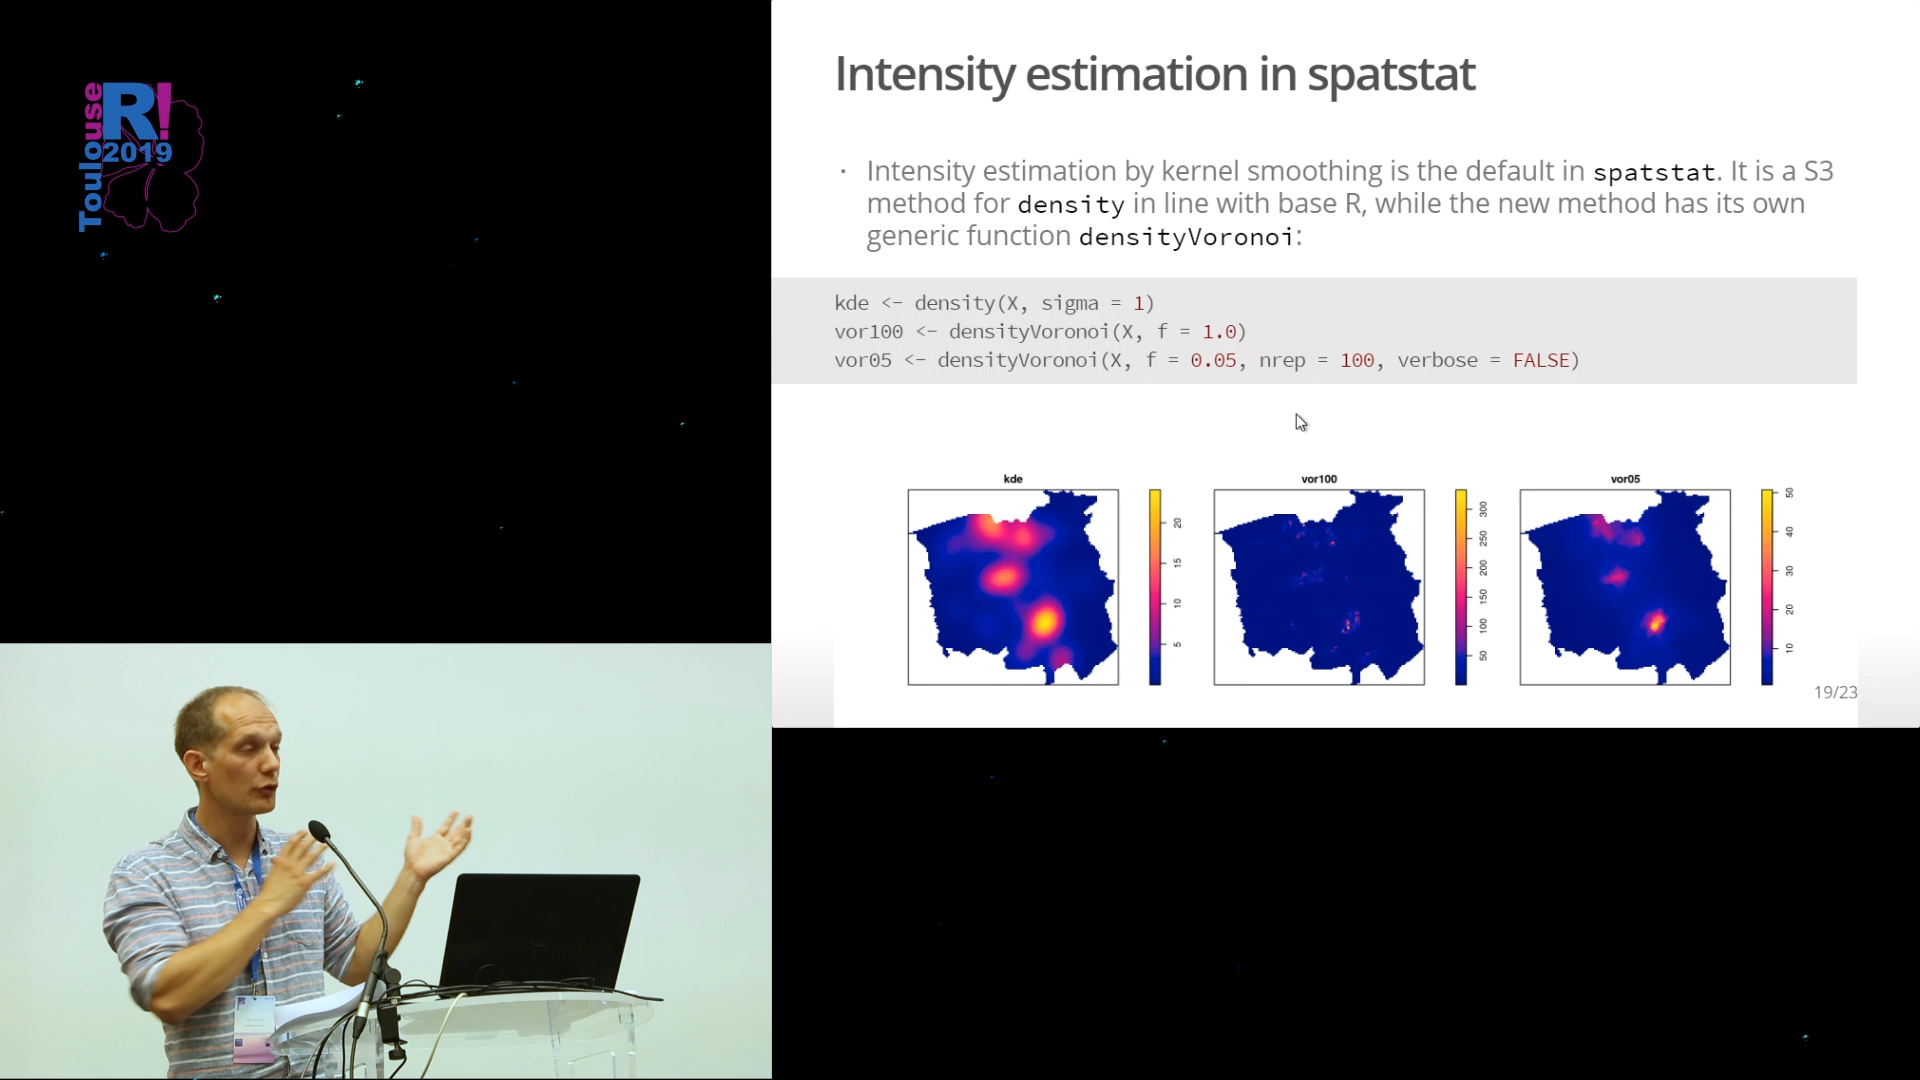 Toulouse
R!
2019
Intensity estimation in spatstat
· Intensity estimation by kernel smoothing is the default in spatstat. It is a S3
method for density in line with base R, while the new method has its own
generic function densityVoronoi:
kde <- density(X, sigma = 1)
vor100 <- densityVoronoi(X, f = 1.0)
vor05 <- densityVoronoi(X, f = 0.05, nrep = 100, verbose = FALSE)
kde
5 10 15 20
vor100
50 100 150 200 250 300
vor05
10 20 30 40 50
19/23